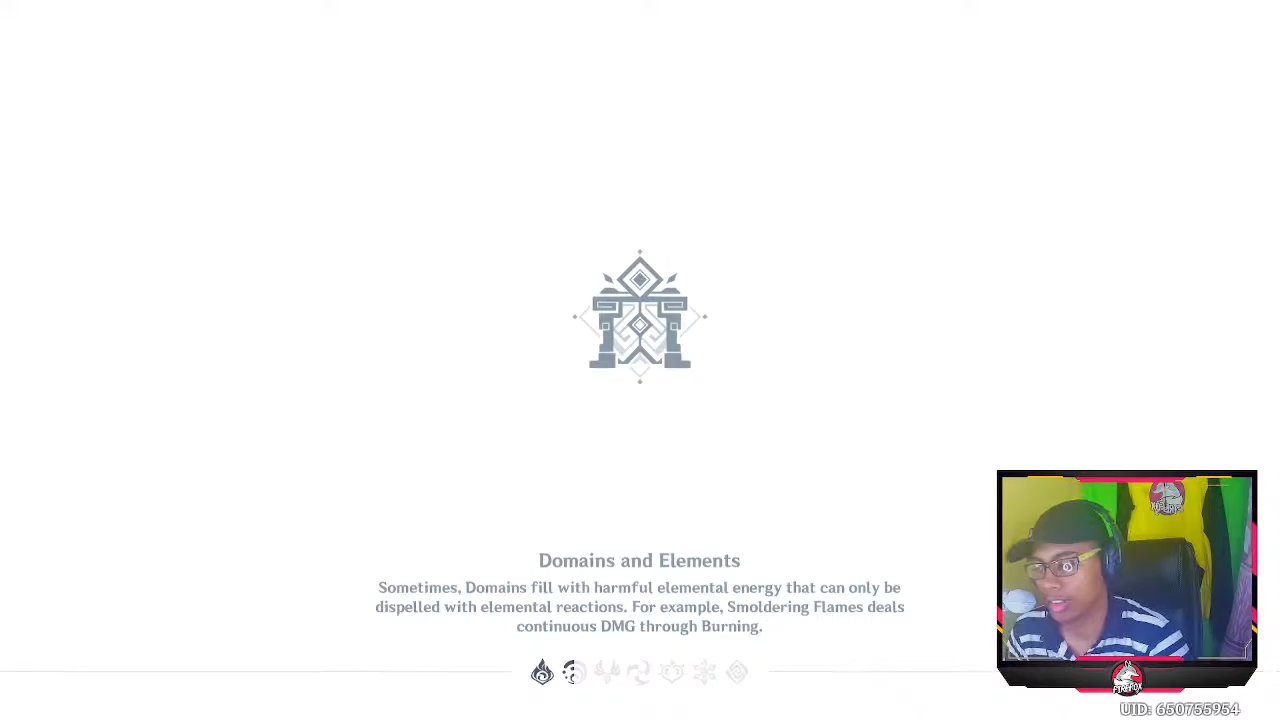 Domains and Elements
Sometimes, Domains fill with harmful elemental energy that can only be
dispelled with elemental reactions. For example, Smoldering Flames deals
continuous DMG through Burning.
UID: 650755954